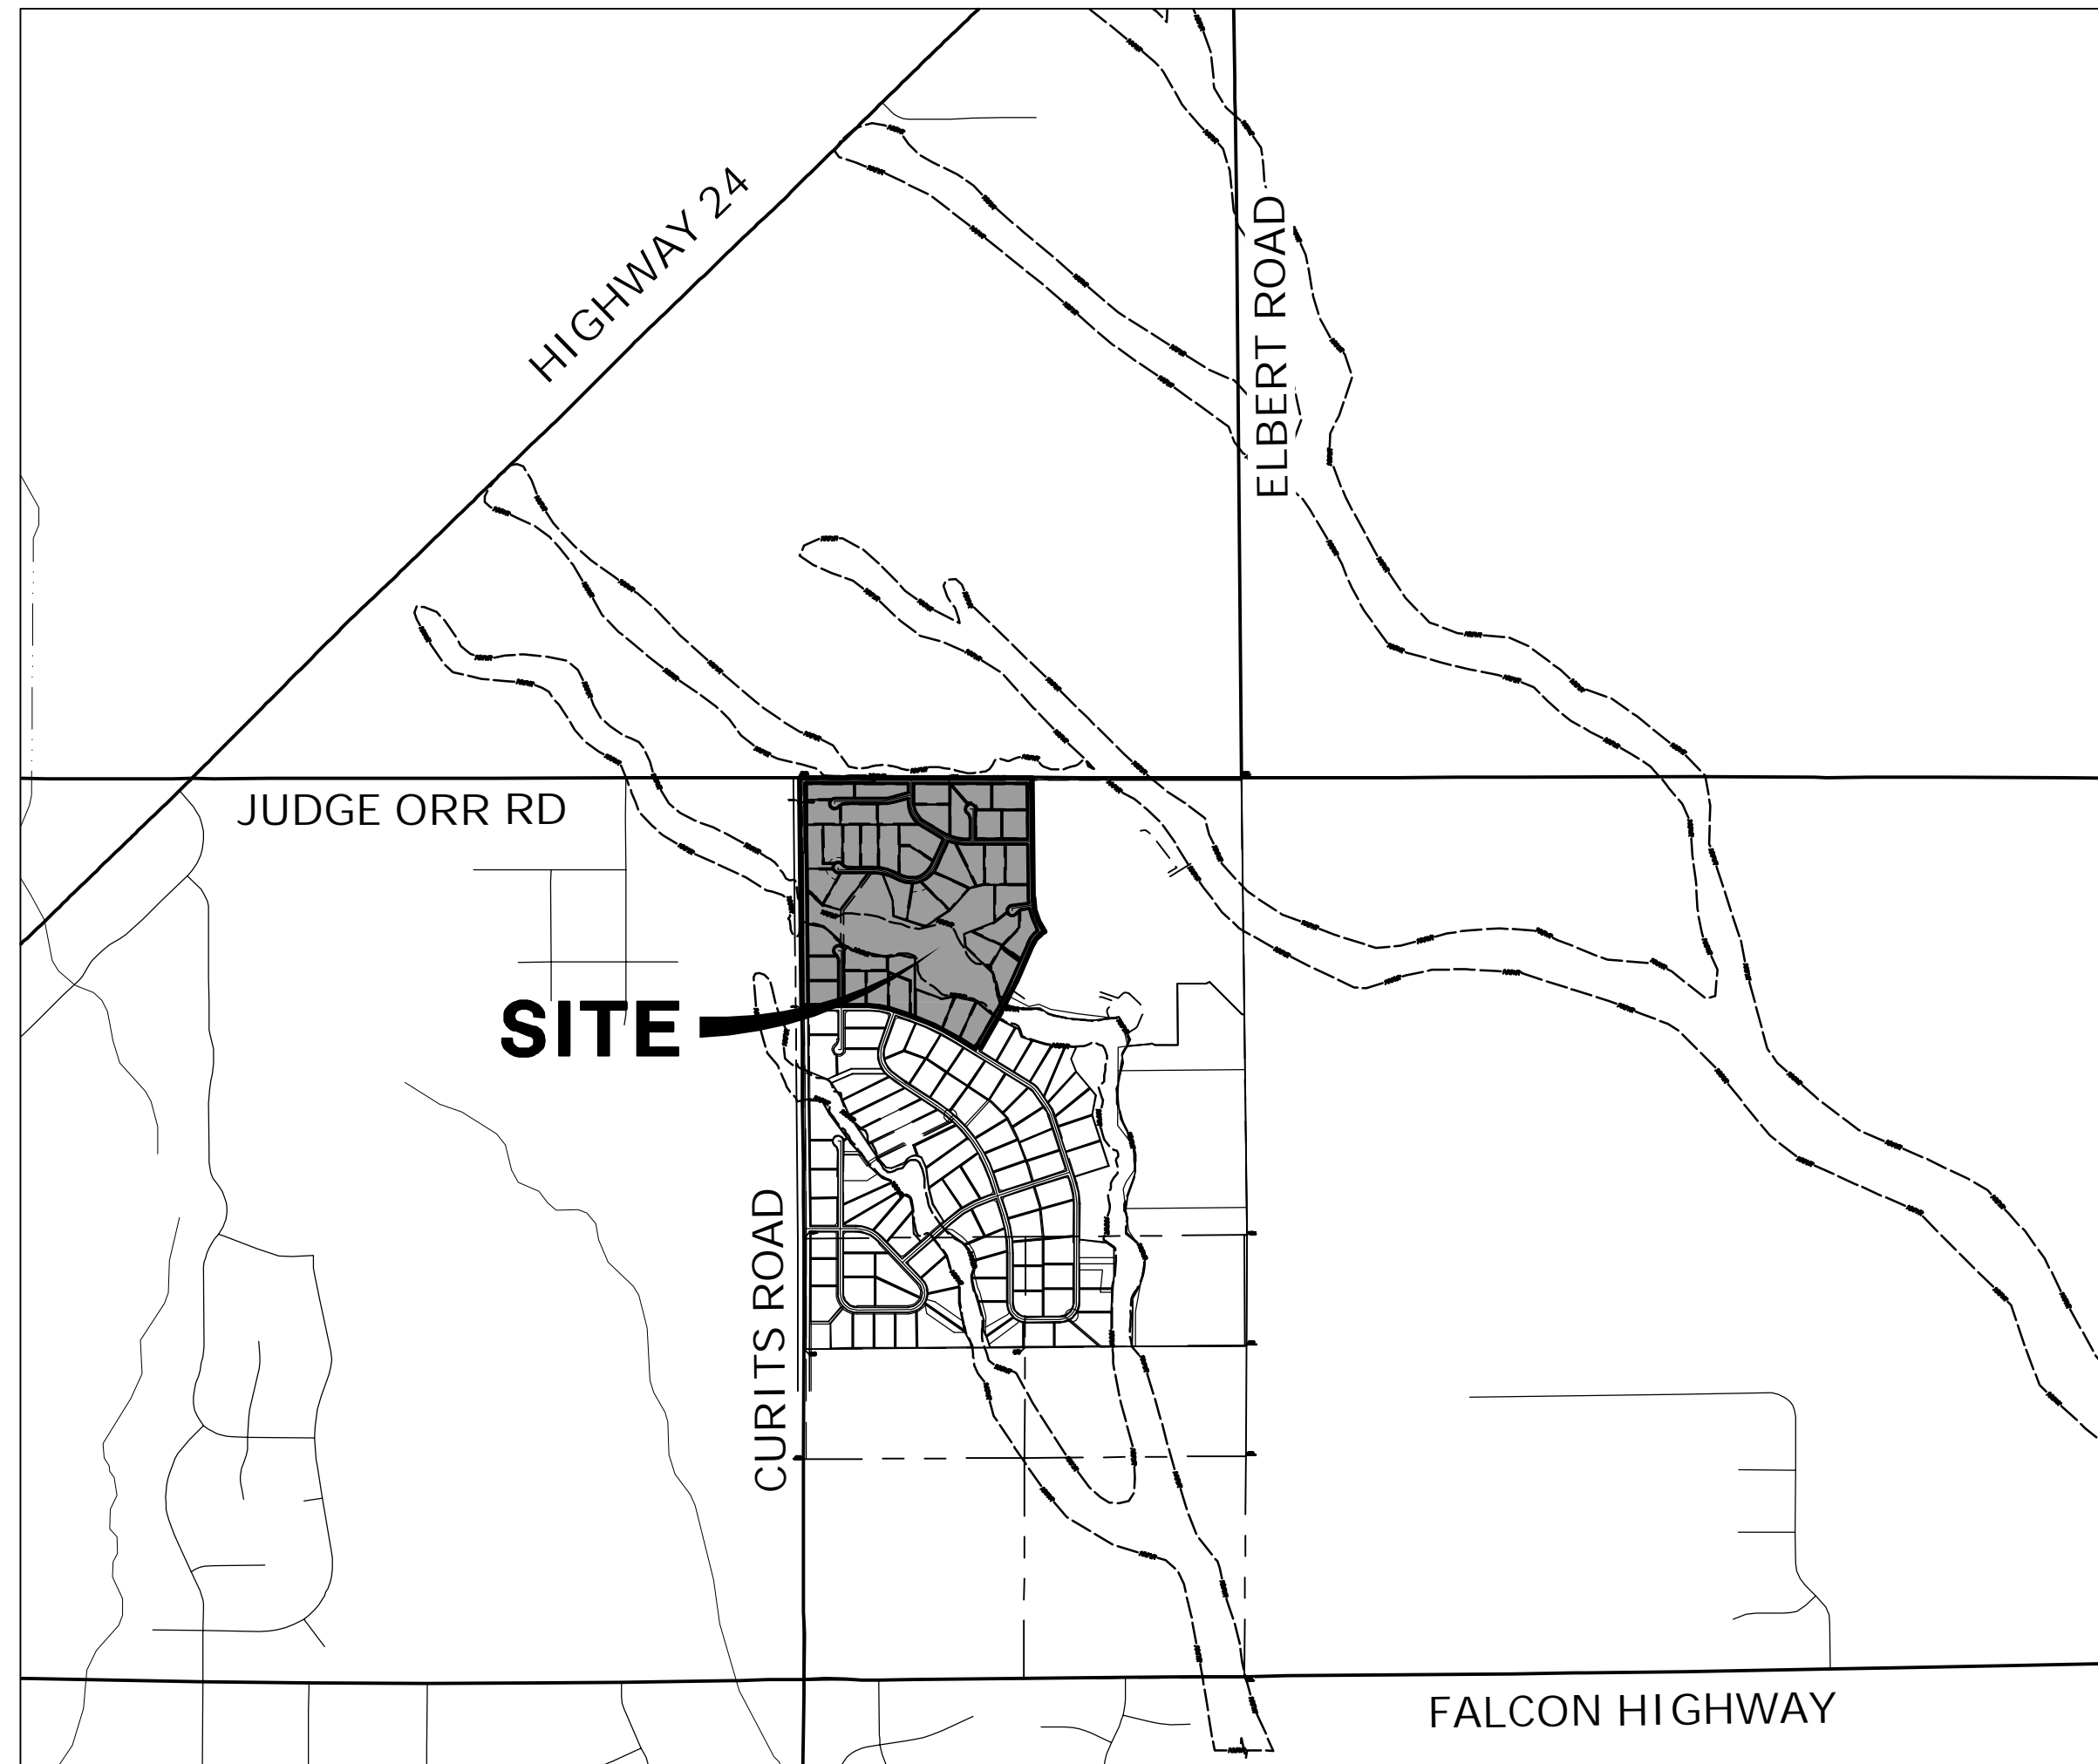 HIGHWAY 24
ELBERT ROAD
JUDGE ORR RD
SITE
CURITS ROAD
FALCON HIGHWAY